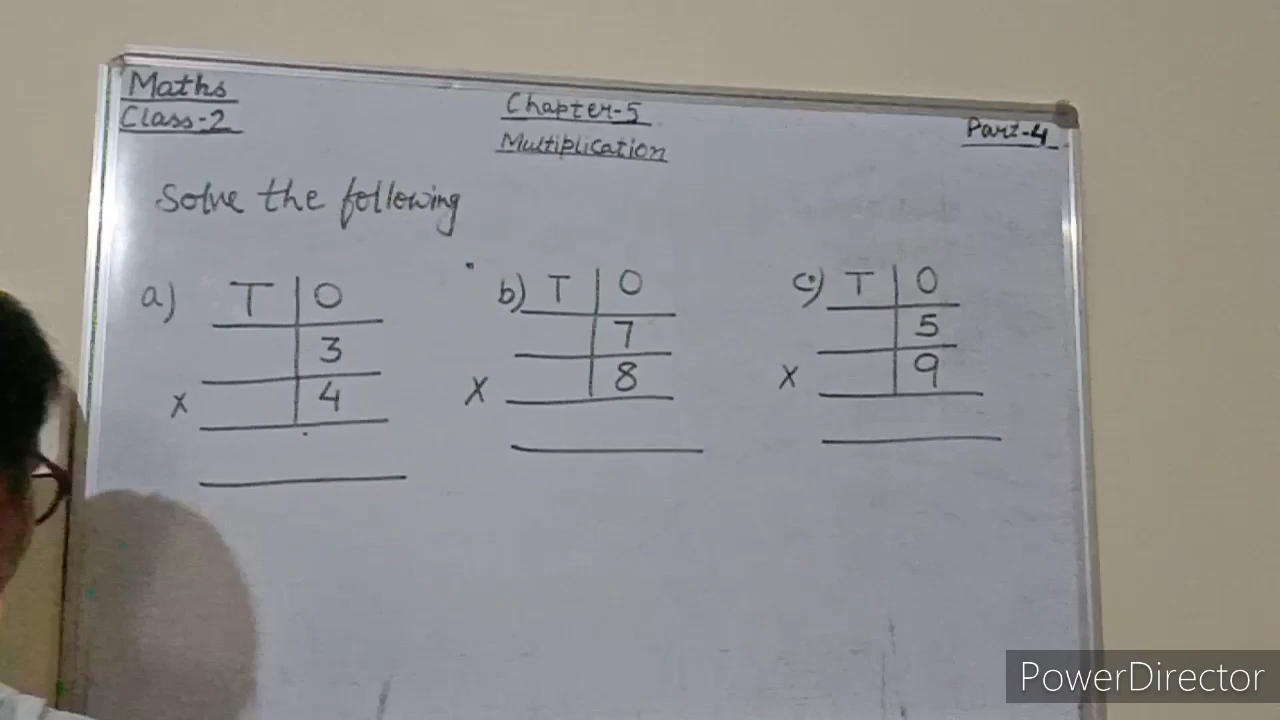 Maths
Class-2
Chapter-5
Multiplication
Part-4
Solve the following
a) T O
3
x 4
b) T O
7
x 8
c) T O
5
x 9
PowerDirector